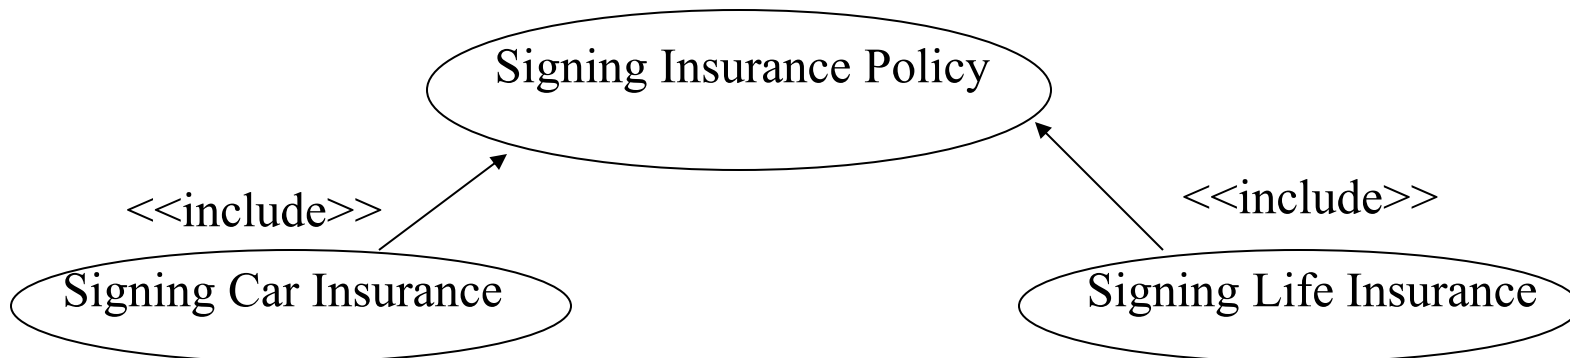 Signing Insurance Policy
<<include>>
<<include>>
Signing Car Insurance
Signing Life Insurance